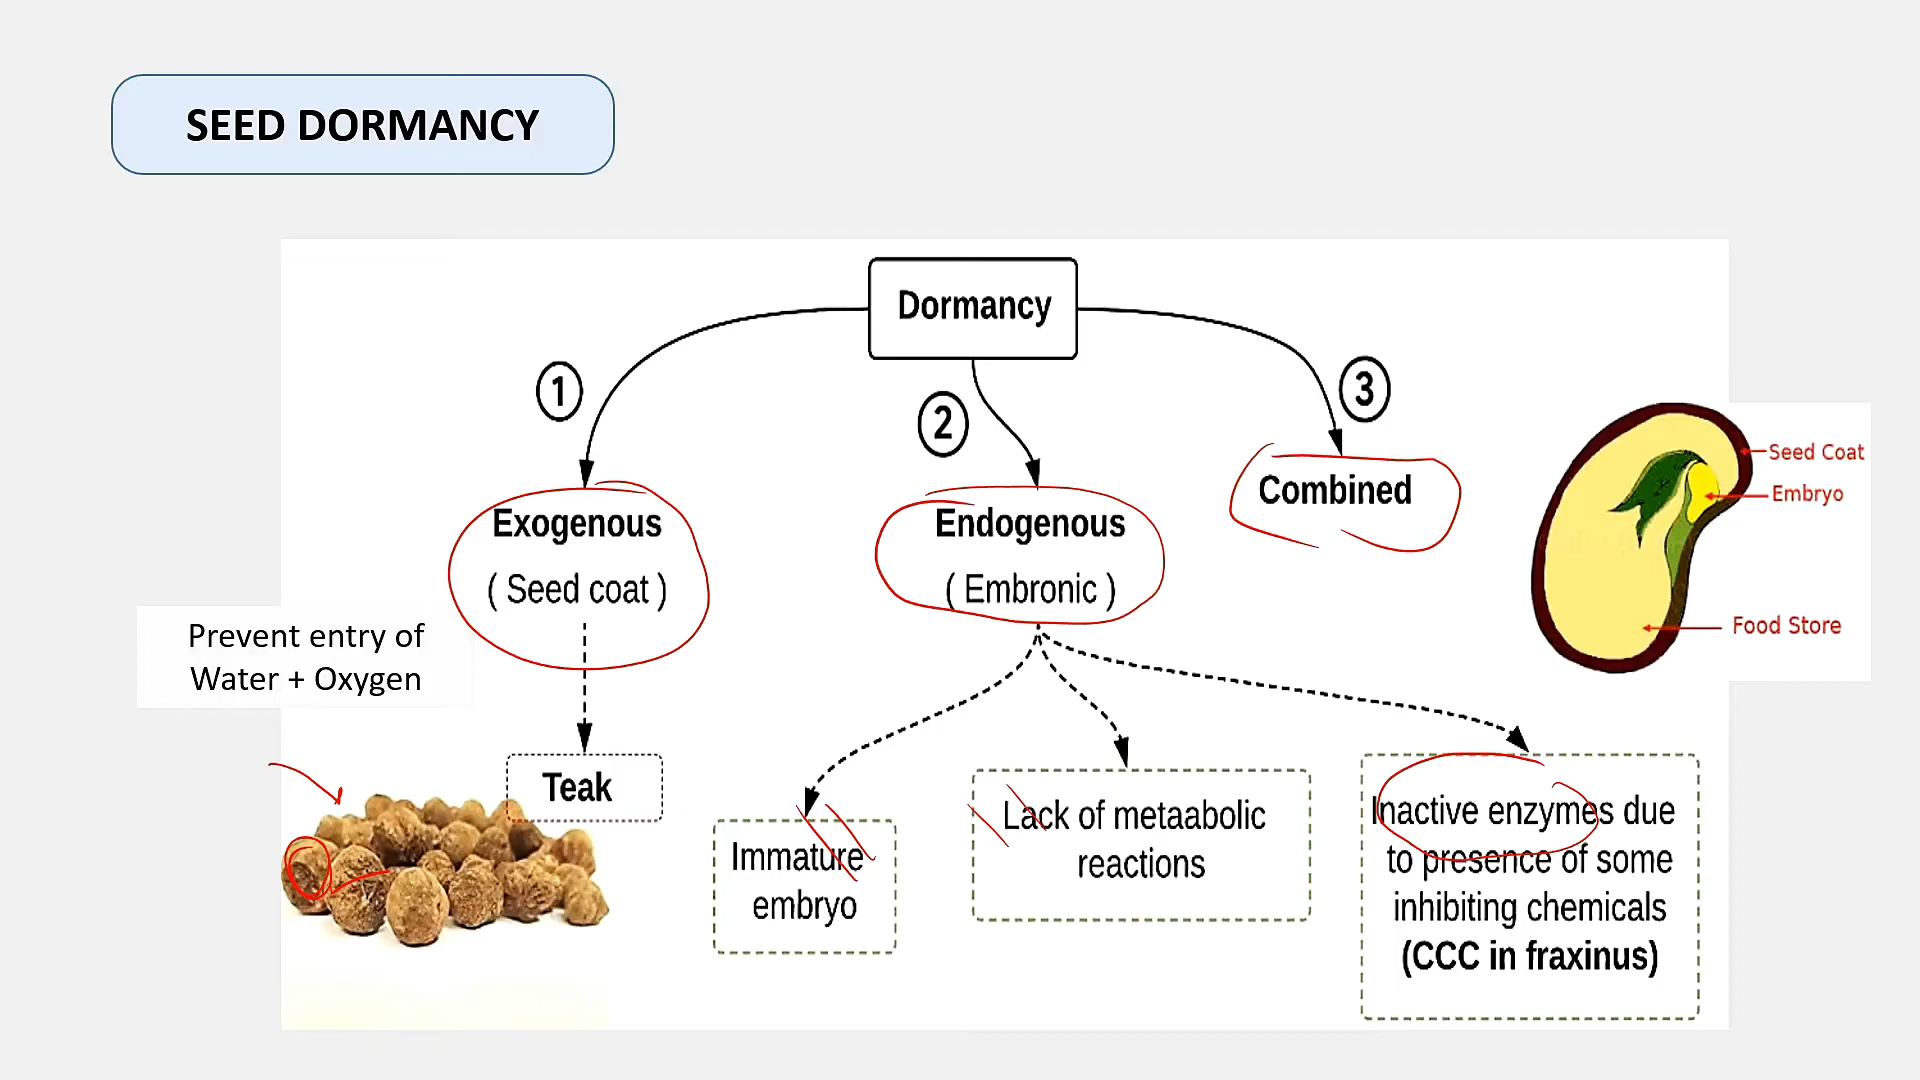 SEED DORMANCY
Dormancy
1
2
3
Exogenous
( Seed coat )
Endogenous
( Embronic )
Combined
Seed Coat
Embryo
Food Store
Prevent entry of
Water + Oxygen
Teak
Immature
embryo
Lack of metaabolic
reactions
Inactive enzymes due
to presence of some
inhibiting chemicals
(CCC in fraxinus)